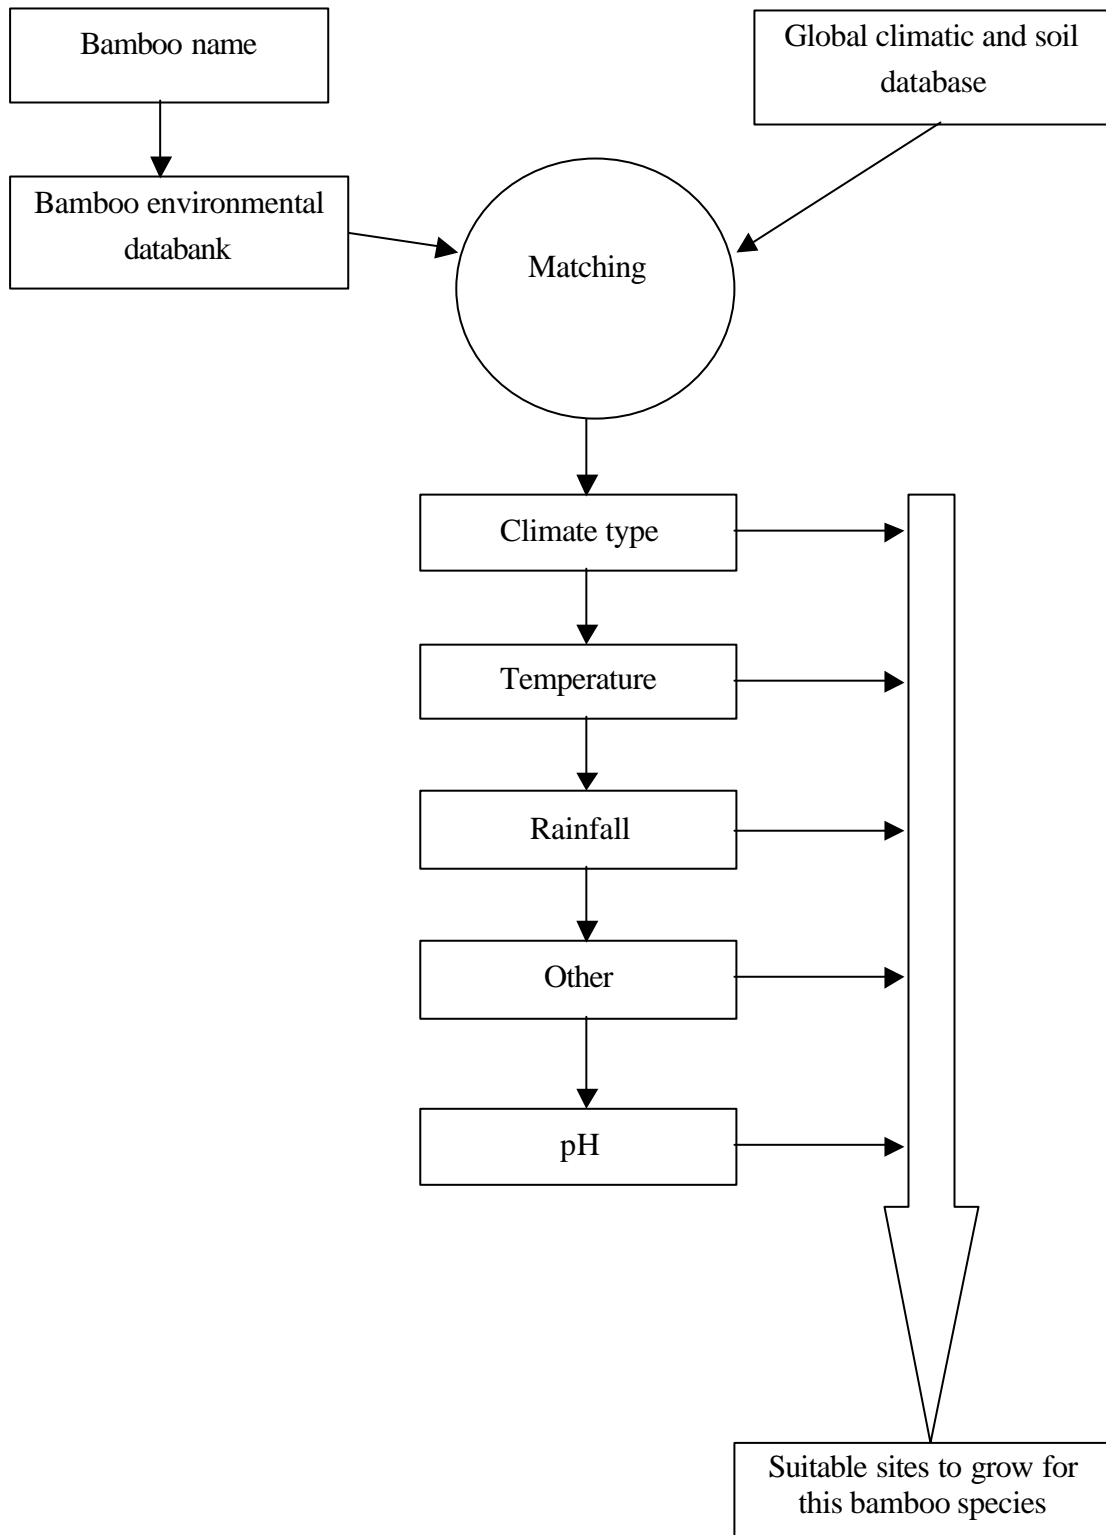 Bamboo name
Global climatic and soil
database
Bamboo environmental
databank
Matching
Climate type
Temperature
Rainfall
Other
pH
Suitable sites to grow for
this bamboo species